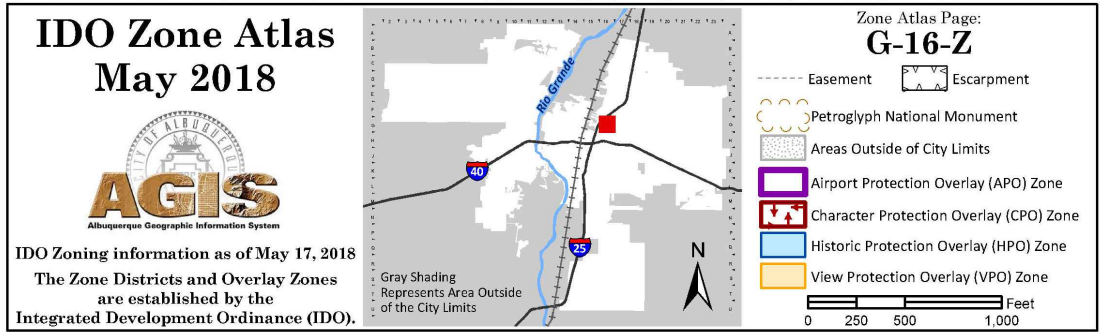 IDO Zone Atlas
May 2018
CITY OF ALBUQUERQUE
AGIS
Albuquerque Geographic Information System
IDO Zoning information as of May 17, 2018
The Zone Districts and Overlay Zones
are established by the
Integrated Development Ordinance (IDO).
Rio Grande
40
25
Gray Shading
Represents Area Outside
of the City Limits
N
Zone Atlas Page:
G-16-Z
Easement
Escarpment
Petroglyph National Monument
Areas Outside of City Limits
Airport Protection Overlay (APO) Zone
Character Protection Overlay (CPO) Zone
Historic Protection Overlay (HPO) Zone
View Protection Overlay (VPO) Zone
Feet
0 250 500 1,000